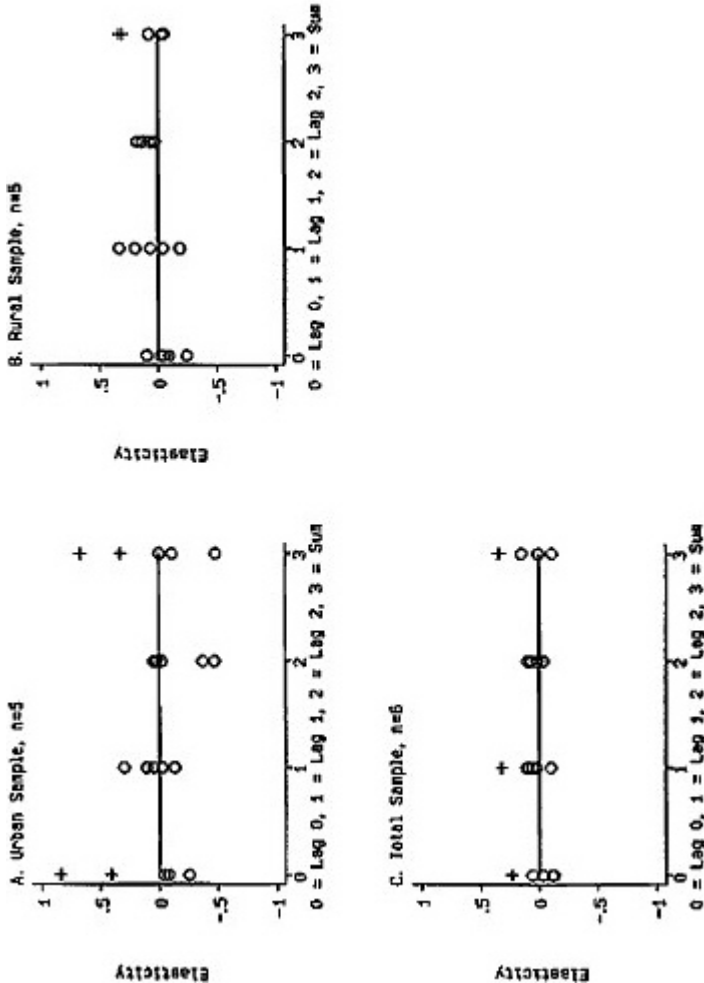 A. Urban Sample, n=5
Elasticity
1
.5
0
-.5
-1
0 1 2 3
0 = Lag 0, 1 = Lag 1, 2 = Lag 2, 3 = Sum
B. Rural Sample, n=5
Elasticity
1
.5
0
-.5
-1
0 1 2 3
0 = Lag 0, 1 = Lag 1, 2 = Lag 2, 3 = Sum
C. Total Sample, n=6
Elasticity
1
.5
0
-.5
-1
0 1 2 3
0 = Lag 0, 1 = Lag 1, 2 = Lag 2, 3 = Sum